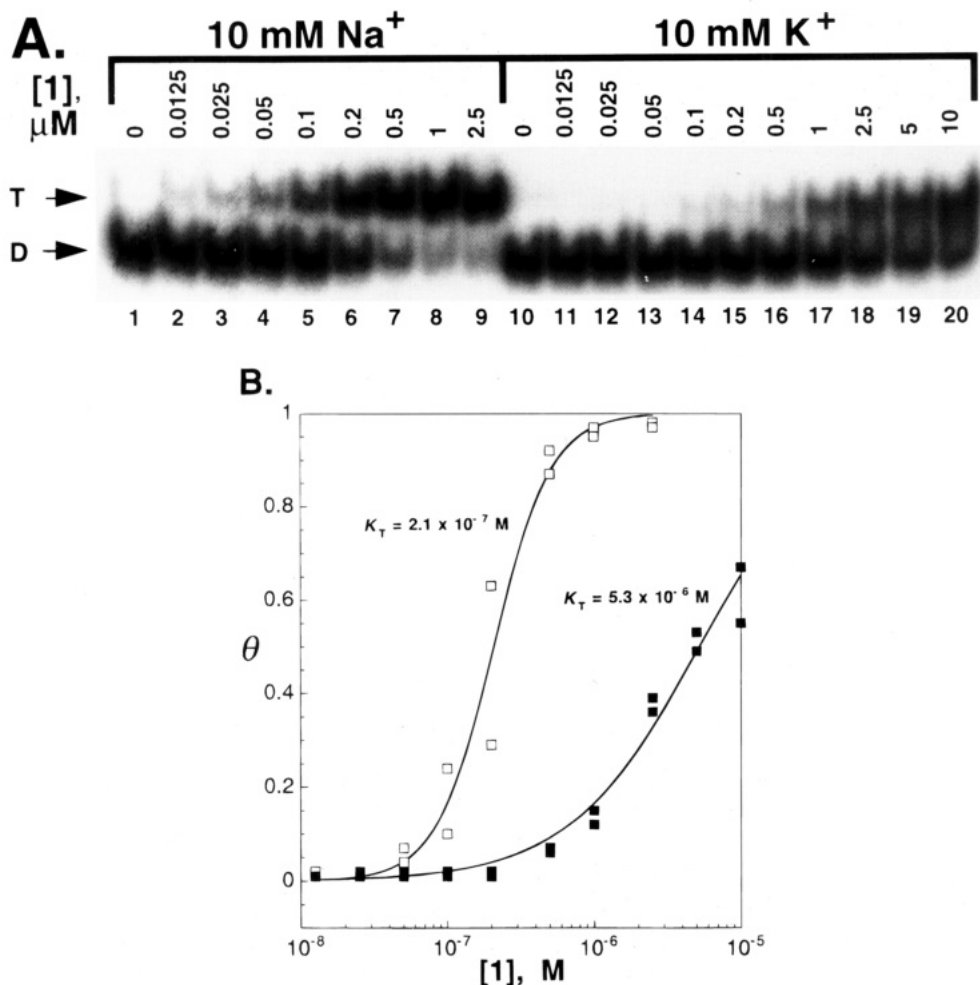 A.
10 mM Na+ 10 mM K+
[1], μM
0 0.0125 0.025 0.05 0.1 0.2 0.5 1 2.5 0 0.0125 0.025 0.05 0.1 0.2 0.5 1 2.5 5 10
T
D
1 2 3 4 5 6 7 8 9 10 11 12 13 14 15 16 17 18 19 20
B.
1
0.8
KT = 2.1 x 10-7 M
0.6
KT = 5.3 x 10-6 M
θ
0.4
0.2
0
10-8 10-7 10-6 10-5
[1], M